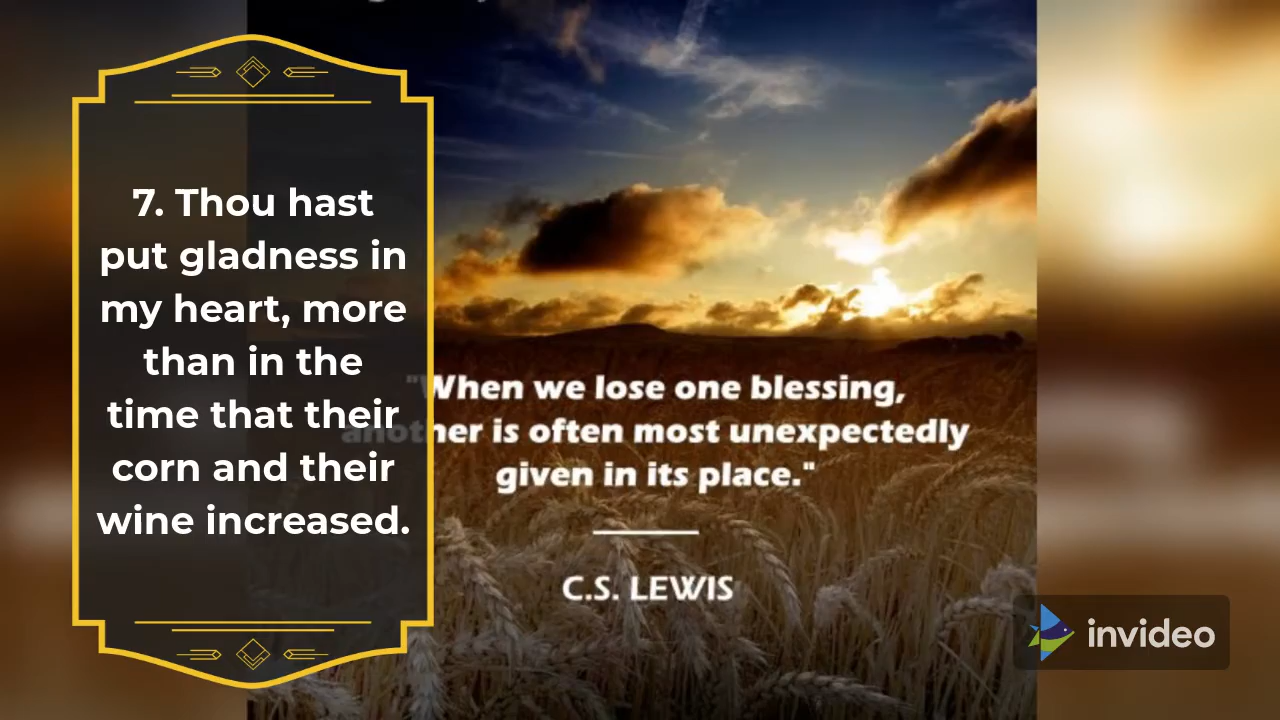 7. Thou hast
put gladness in
my heart, more
than in the
time that their
corn and their
wine increased.
"When we lose one blessing,
another is often most unexpectedly
given in its place."
C.S. LEWIS
invideo